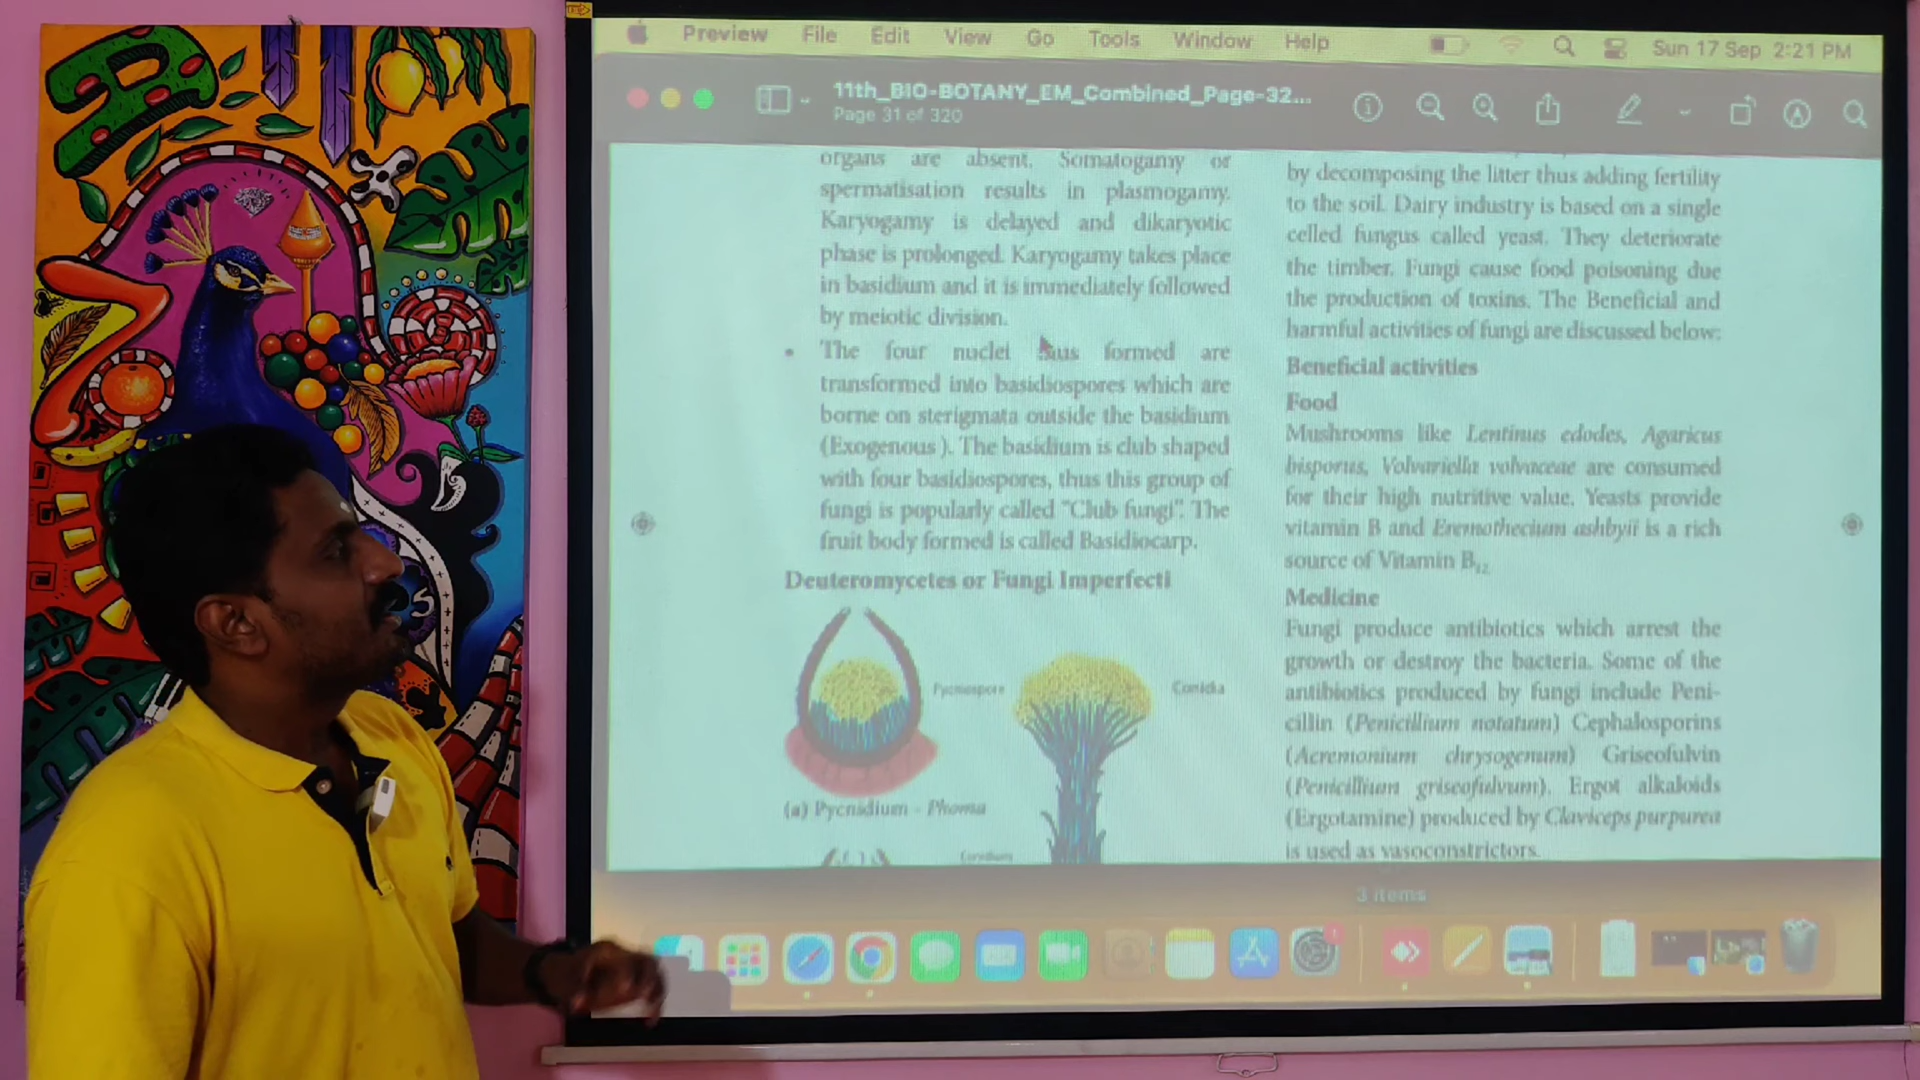 Preview File Edit View Go Tools Window Help Sun 17 Sep 2:21 PM
11th_BIO-BOTANY_EM_Combined_Page-32...
Page 31 of 320
organs are absent. Somatogamy or
spermatisation results in plasmogamy.
Karyogamy is delayed and dikaryotic
phase is prolonged. Karyogamy takes place
in basidium and it is immediately followed
by meiotic division.
• The four nuclei thus formed are
transformed into basidiospores which are
borne on sterigmata outside the basidium
(Exogenous ). The basidium is club shaped
with four basidiospores, thus this group of
fungi is popularly called "Club fungi". The
fruit body formed is called Basidiocarp.
Deuteromycetes or Fungi Imperfecti
Pycniospore
Conidia
(a) Pycnidium - Phoma
Conidium
by decomposing the litter thus adding fertility
to the soil. Dairy industry is based on a single
celled fungus called yeast. They deteriorate
the timber. Fungi cause food poisoning due
the production of toxins. The Beneficial and
harmful activities of fungi are discussed below:
Beneficial activities
Food
Mushrooms like Lentinus edodes, Agaricus
bisporus, Volvariella volvaceae are consumed
for their high nutritive value. Yeasts provide
vitamin B and Eremothecium ashbyii is a rich
source of Vitamin B12.
Medicine
Fungi produce antibiotics which arrest the
growth or destroy the bacteria. Some of the
antibiotics produced by fungi include Peni-
cillin (Penicillium notatum) Cephalosporins
(Acremonium chrysogenum) Griseofulvin
(Penicillium griseofulvum). Ergot alkaloids
(Ergotamine) produced by Claviceps purpurea
is used as vasoconstrictors.
3 items